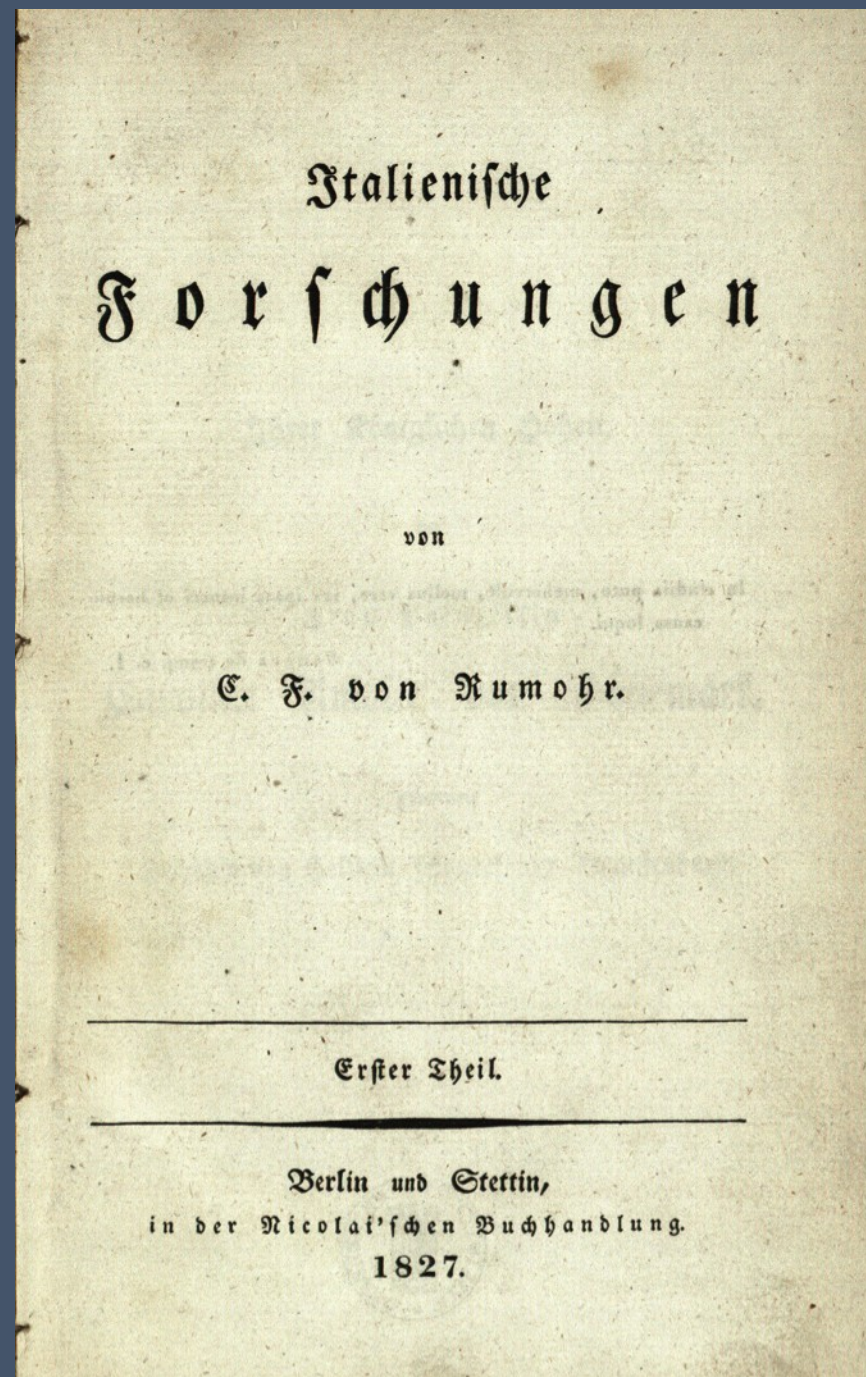 Italienische
Forschungen
von
C. F. von Rumohr.
Erster Theil.
Berlin und Stettin,
in der Nicolai'schen Buchhandlung.
1827.